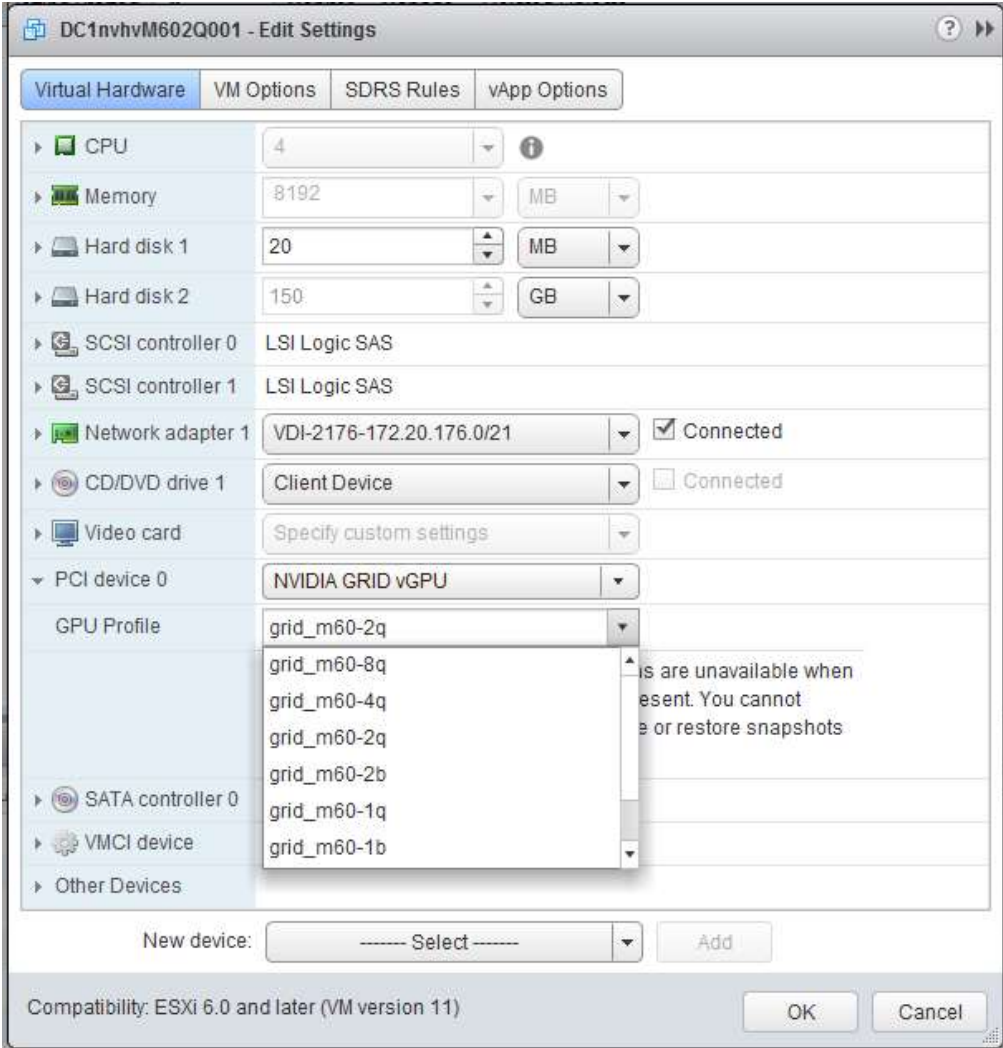 DC1nvhvM602Q001 - Edit Settings
Virtual Hardware VM Options SDRS Rules vApp Options
CPU 4
Memory 8192 MB
Hard disk 1 20 MB
Hard disk 2 150 GB
SCSI controller 0 LSI Logic SAS
SCSI controller 1 LSI Logic SAS
Network adapter 1 VDI-2176-172.20.176.0/21 Connected
CD/DVD drive 1 Client Device Connected
Video card Specify custom settings
PCI device 0 NVIDIA GRID vGPU
GPU Profile grid_m60-2q
grid_m60-8q
are unavailable when
grid_m60-4q
You cannot
grid_m60-2q
or restore snapshots
grid_m60-2b
SATA controller 0 grid_m60-1q
VMCI device grid_m60-1b
Other Devices
New device: ------- Select ------- Add
Compatibility: ESXi 6.0 and later (VM version 11) OK Cancel